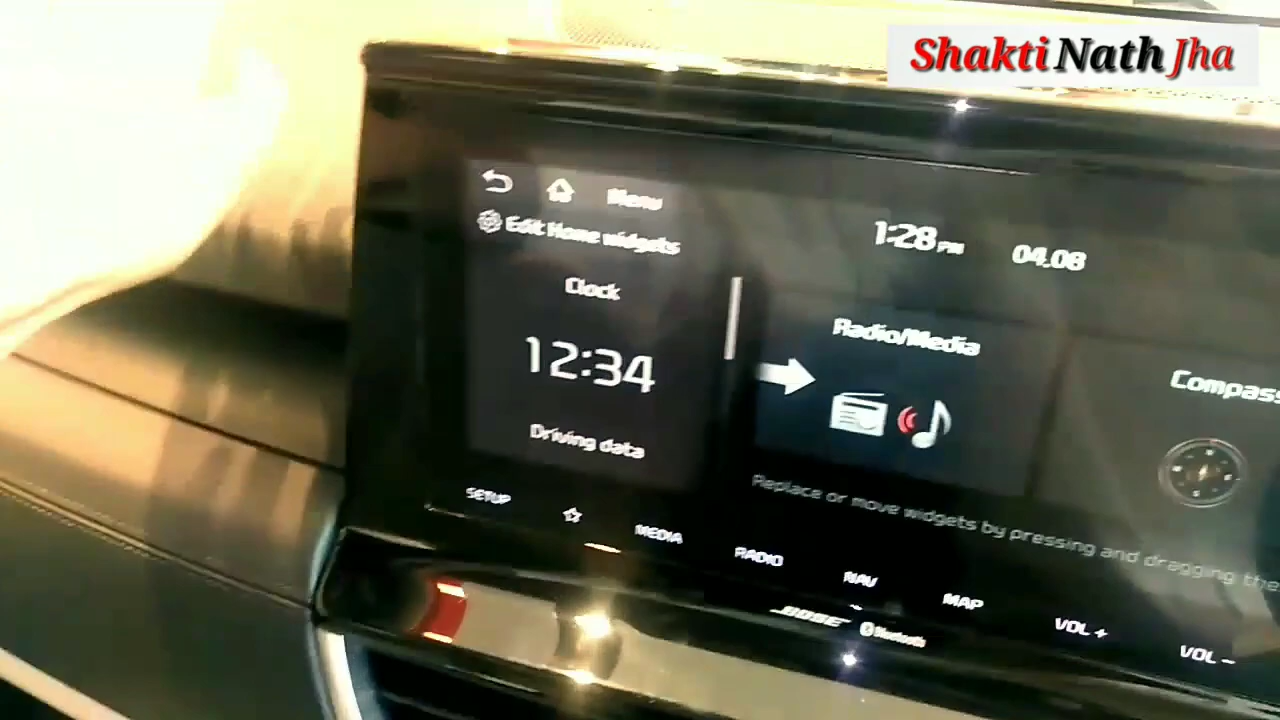 Shakti Nath Jha
Menu
Edit Home widgets
1:28 PM 04.08
Clock
12:34
Driving data
Radio/Media
Compass
Replace or move widgets by pressing and dragging the
SETUP
MEDIA
RADIO
NAV
MAP
VOL +
VOL −
BOSE
Bluetooth